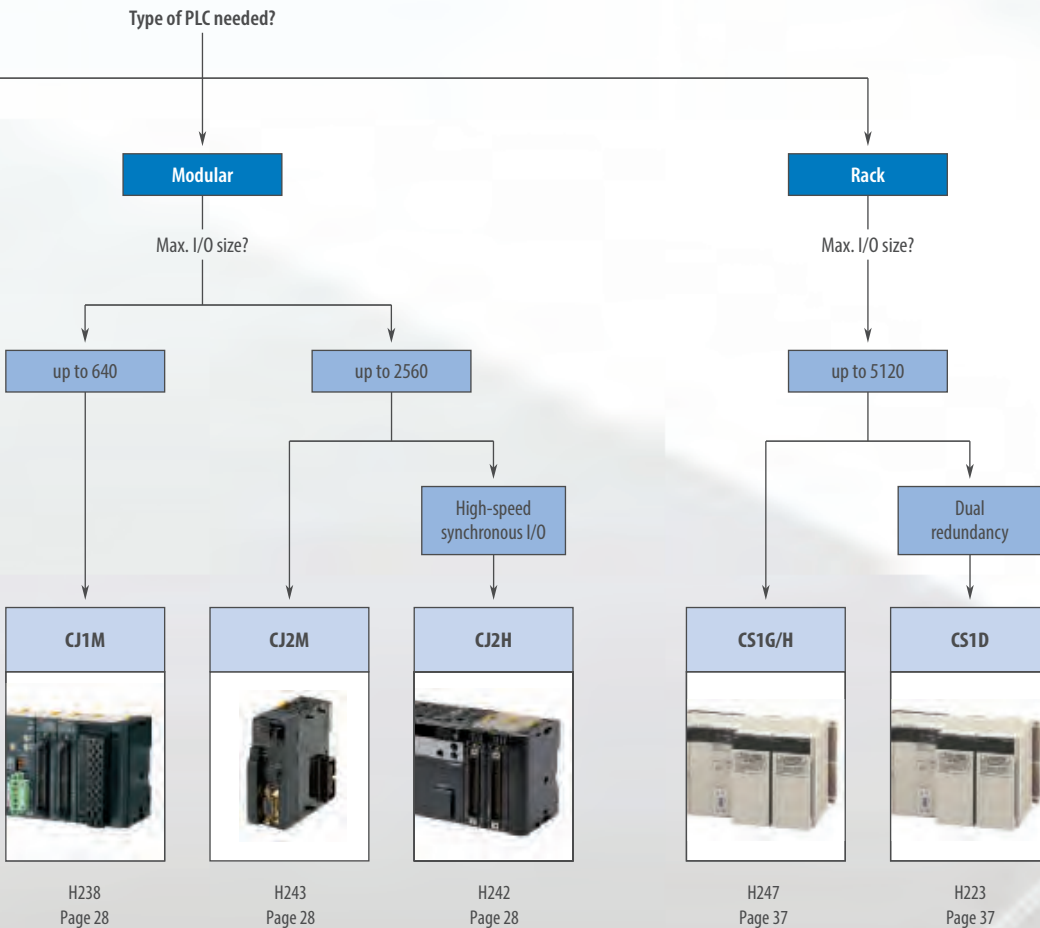 Type of PLC needed?
Modular
Rack
Max. I/O size?
Max. I/O size?
up to 640
up to 2560
up to 5120
High-speed
synchronous I/O
Dual
redundancy
CJ1M
CJ2M
CJ2H
CS1G/H
CS1D
H238
Page 28
H243
Page 28
H242
Page 28
H247
Page 37
H223
Page 37